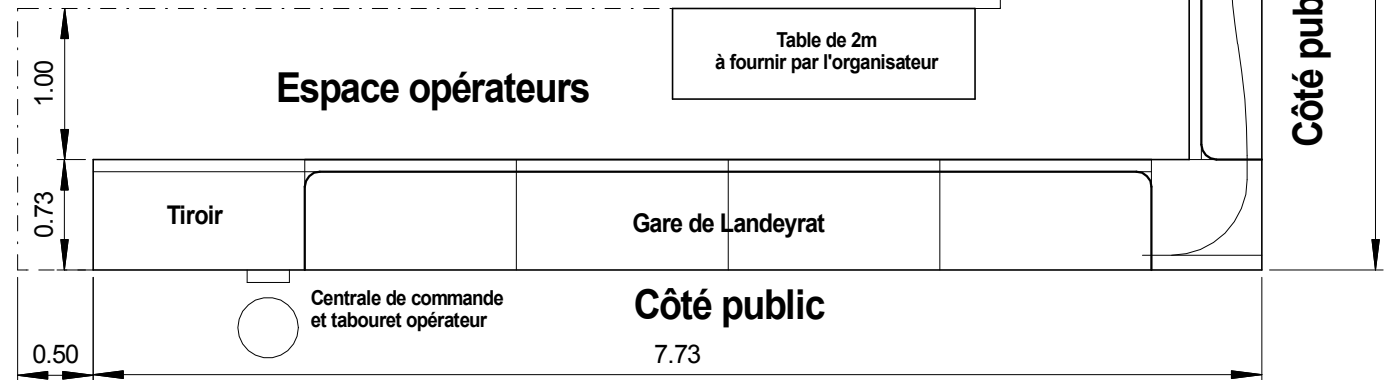 Table de 2m
à fournir par l'organisateur
1.00
Espace opérateurs
Côté pub
0.73
Tiroir
Gare de Landeyrat
Centrale de commande
et tabouret opérateur
Côté public
0.50
7.73